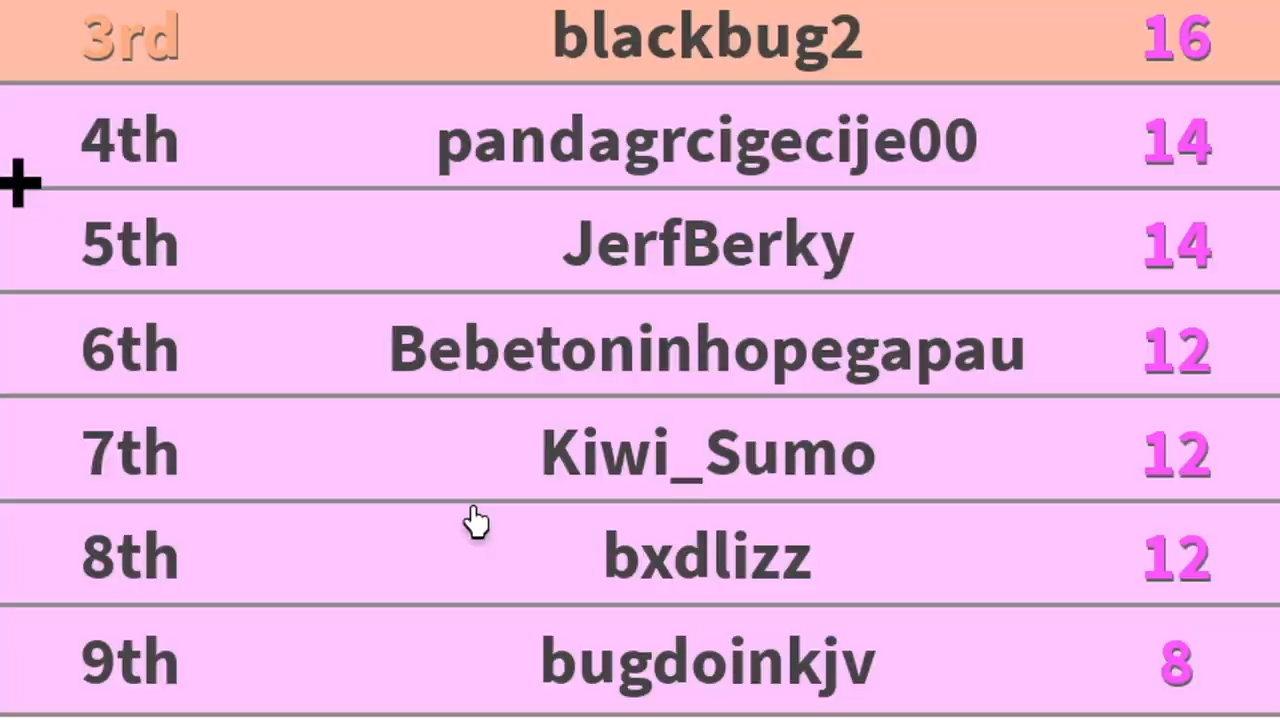 3rd blackbug2 16
4th pandagrcigecije00 14
5th JerfBerky 14
6th Bebetoninhopegapau 12
7th Kiwi_Sumo 12
8th bxdlizz 12
9th bugdoinkjv 8